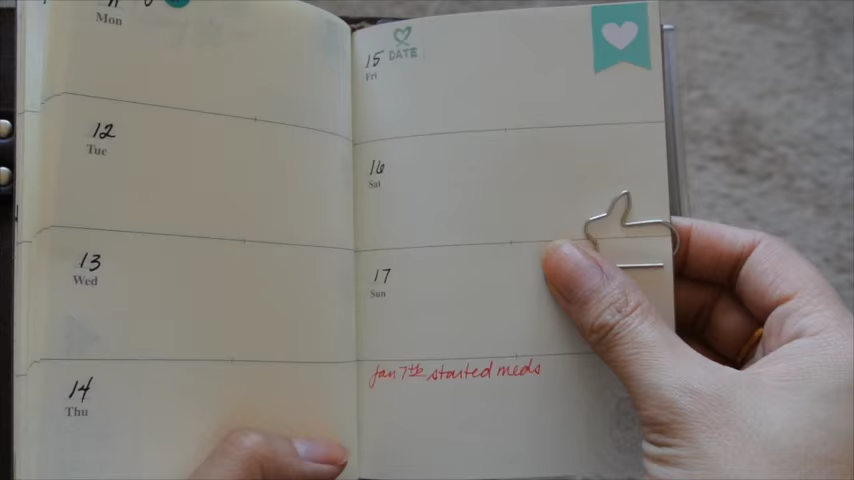 Mon
12
Tue
13
Wed
14
Thu
DATE
15
Fri
16
Sat
17
Sun
Jan 7th started meds